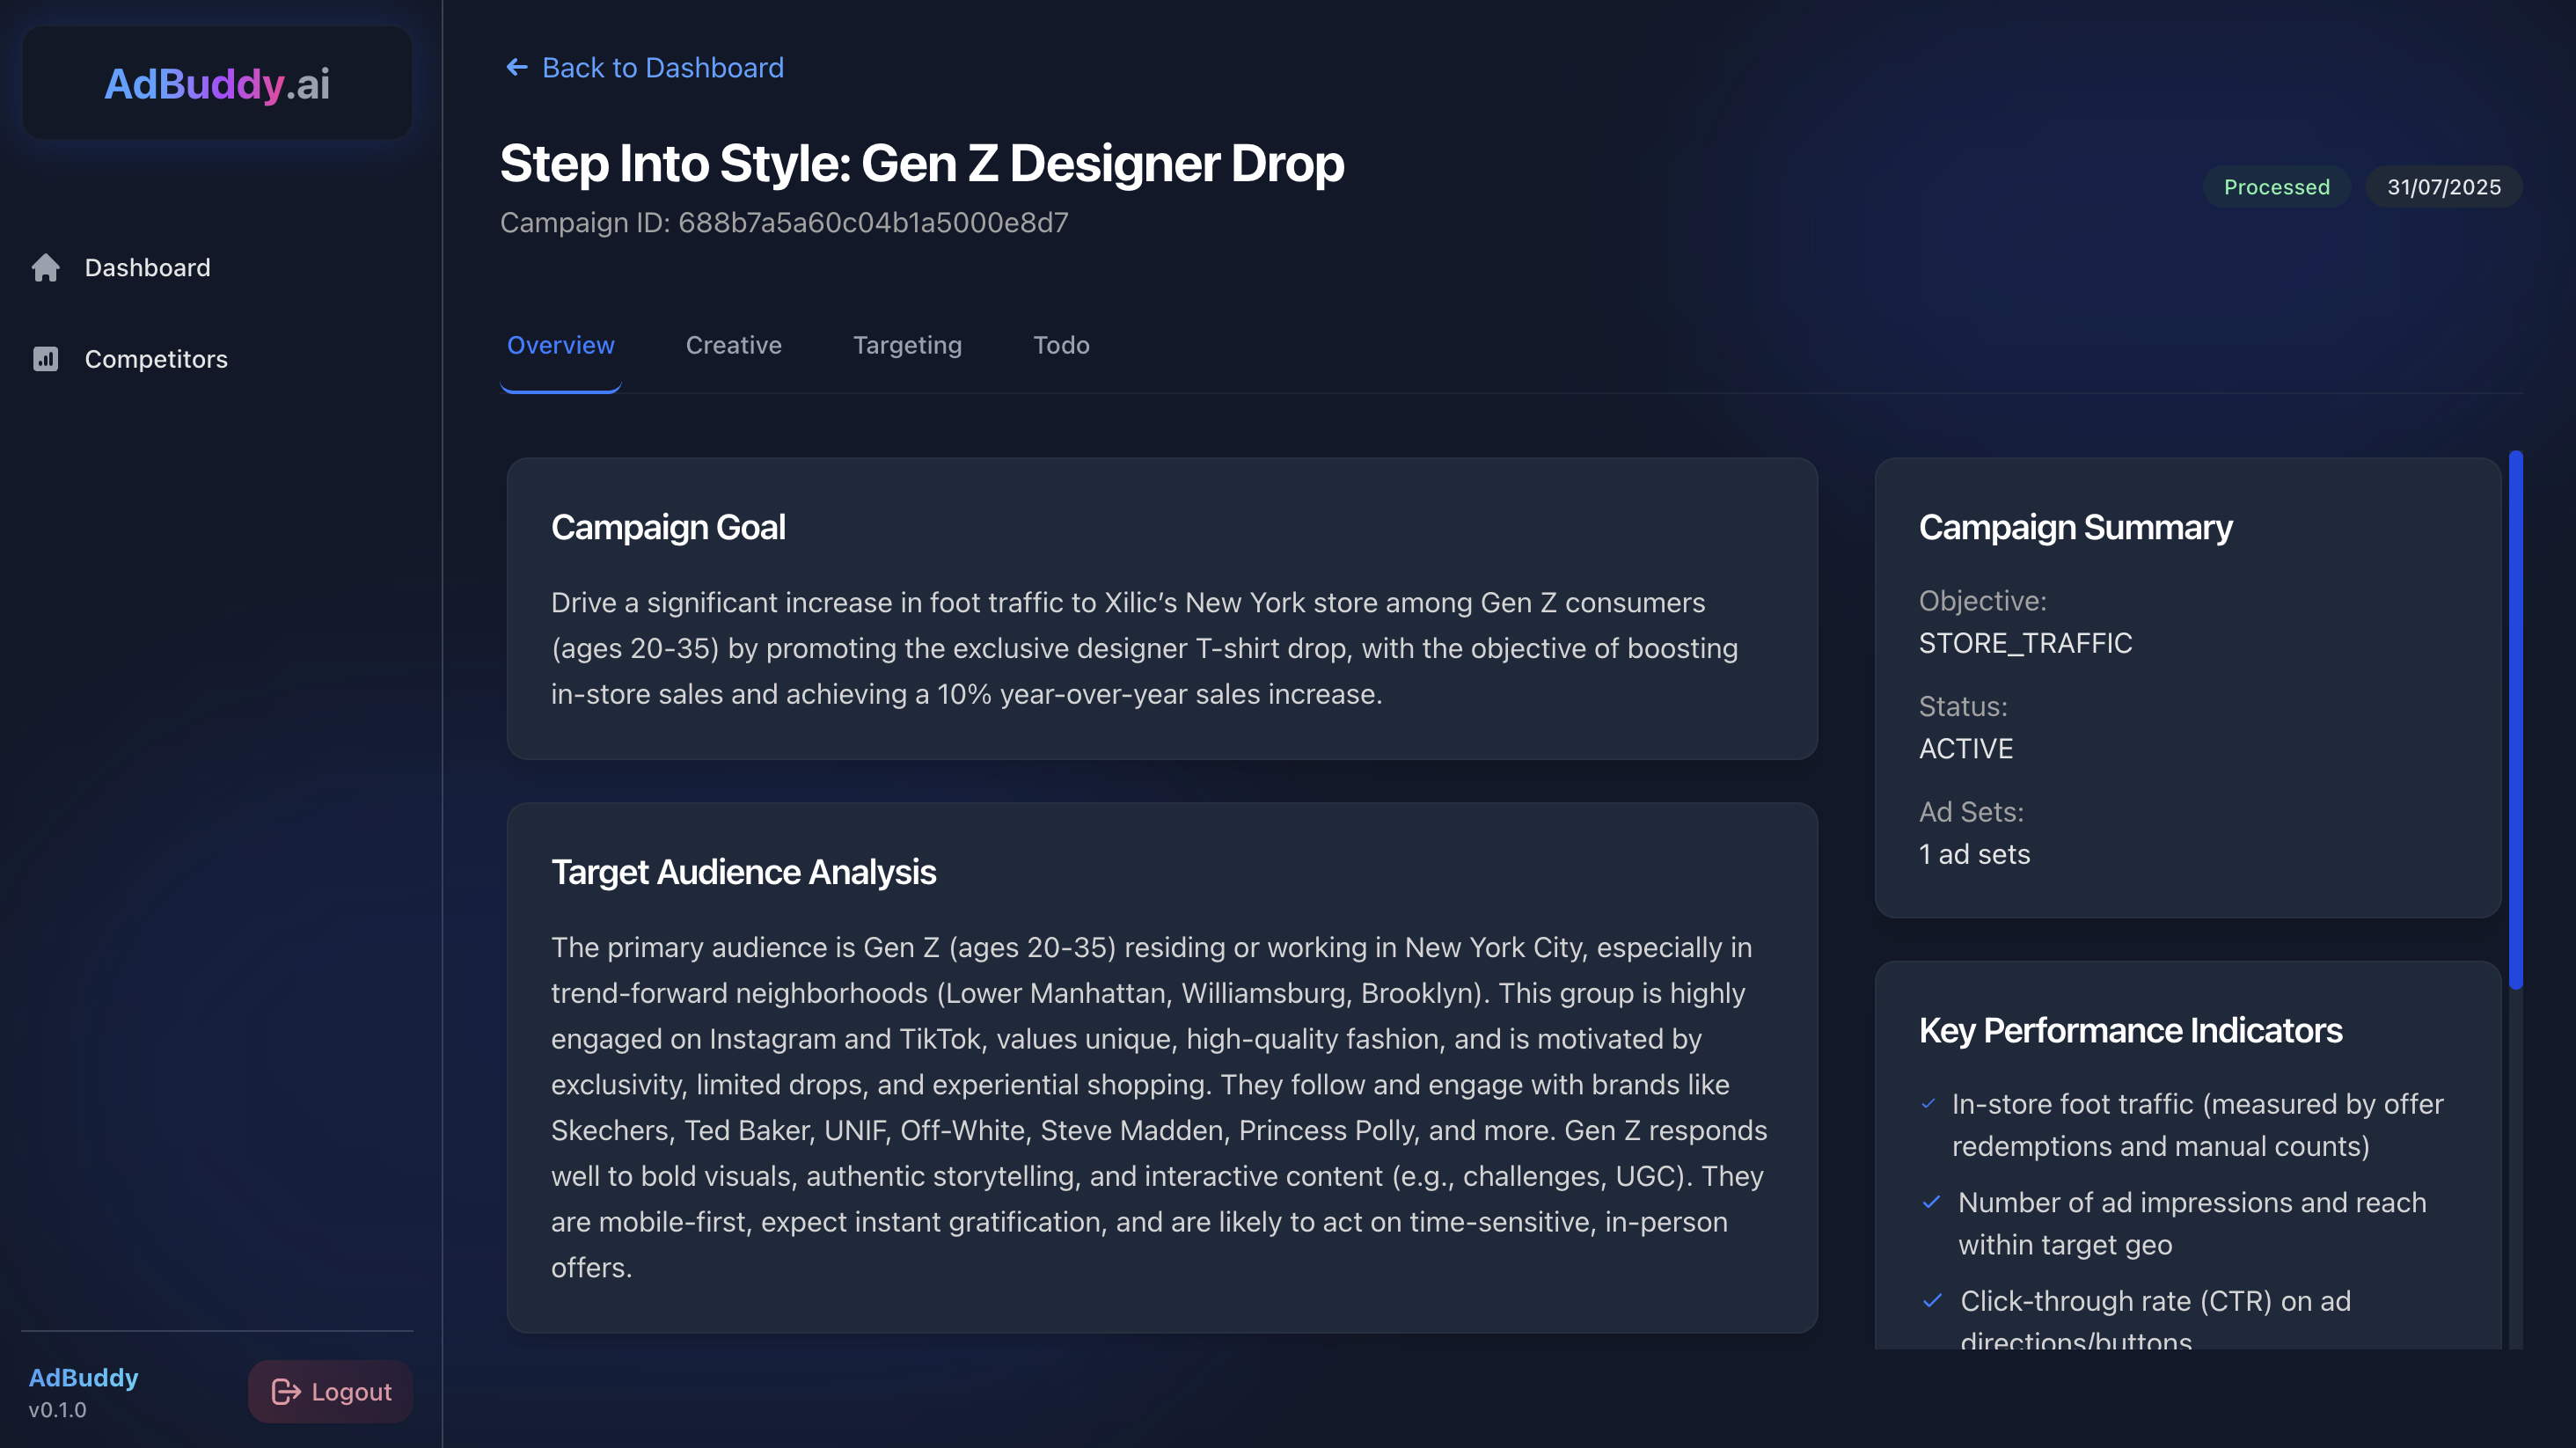 AdBuddy.ai
Dashboard
Competitors
AdBuddy
v0.1.0
Logout
Back to Dashboard
Step Into Style: Gen Z Designer Drop
Campaign ID: 688b7a5a60c04b1a5000e8d7
Processed
31/07/2025
Overview
Creative
Targeting
Todo
Campaign Goal
Drive a significant increase in foot traffic to Xilic’s New York store among Gen Z consumers
(ages 20-35) by promoting the exclusive designer T-shirt drop, with the objective of boosting
in-store sales and achieving a 10% year-over-year sales increase.
Target Audience Analysis
The primary audience is Gen Z (ages 20-35) residing or working in New York City, especially in
trend-forward neighborhoods (Lower Manhattan, Williamsburg, Brooklyn). This group is highly
engaged on Instagram and TikTok, values unique, high-quality fashion, and is motivated by
exclusivity, limited drops, and experiential shopping. They follow and engage with brands like
Skechers, Ted Baker, UNIF, Off-White, Steve Madden, Princess Polly, and more. Gen Z responds
well to bold visuals, authentic storytelling, and interactive content (e.g., challenges, UGC). They
are mobile-first, expect instant gratification, and are likely to act on time-sensitive, in-person
offers.
Campaign Summary
Objective:
STORE_TRAFFIC
Status:
ACTIVE
Ad Sets:
1 ad sets
Key Performance Indicators
In-store foot traffic (measured by offer
redemptions and manual counts)
Number of ad impressions and reach
within target geo
Click-through rate (CTR) on ad
directions/buttons